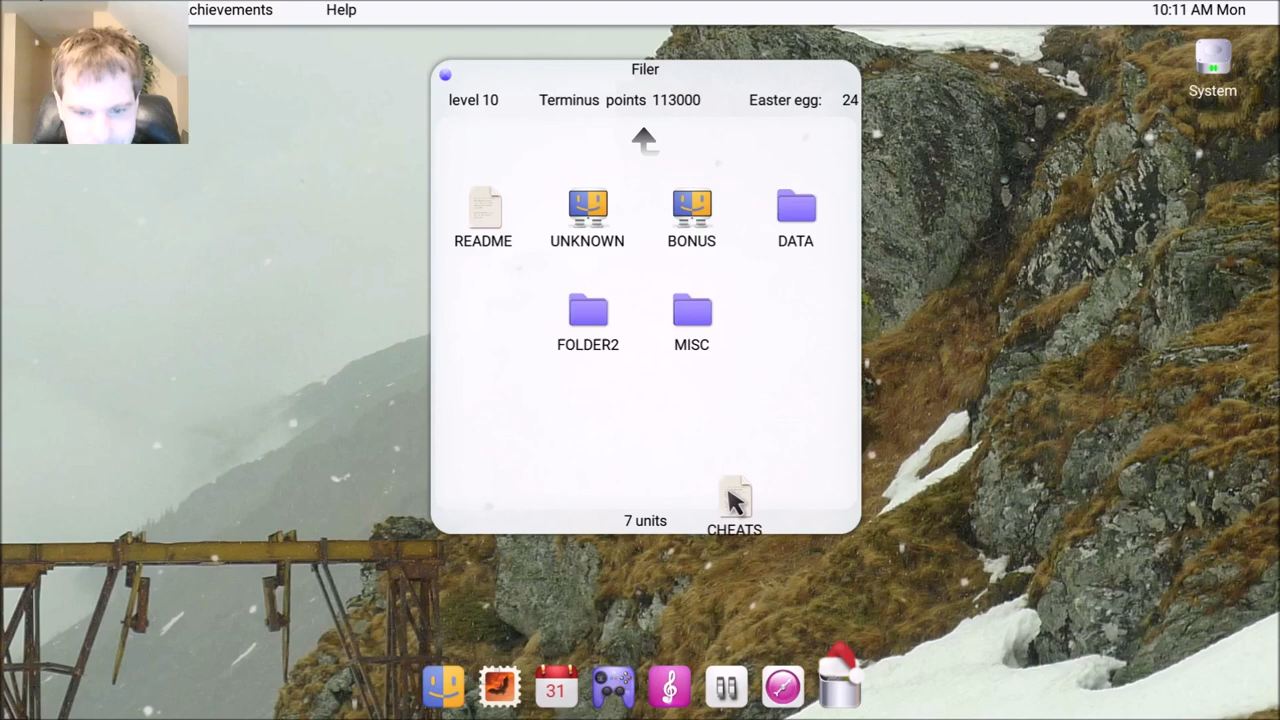 chievements Help 10:11 AM Mon
System
Filer
level 10 Terminus points 113000 Easter egg: 24
README UNKNOWN BONUS DATA
FOLDER2 MISC
7 units
CHEATS
31